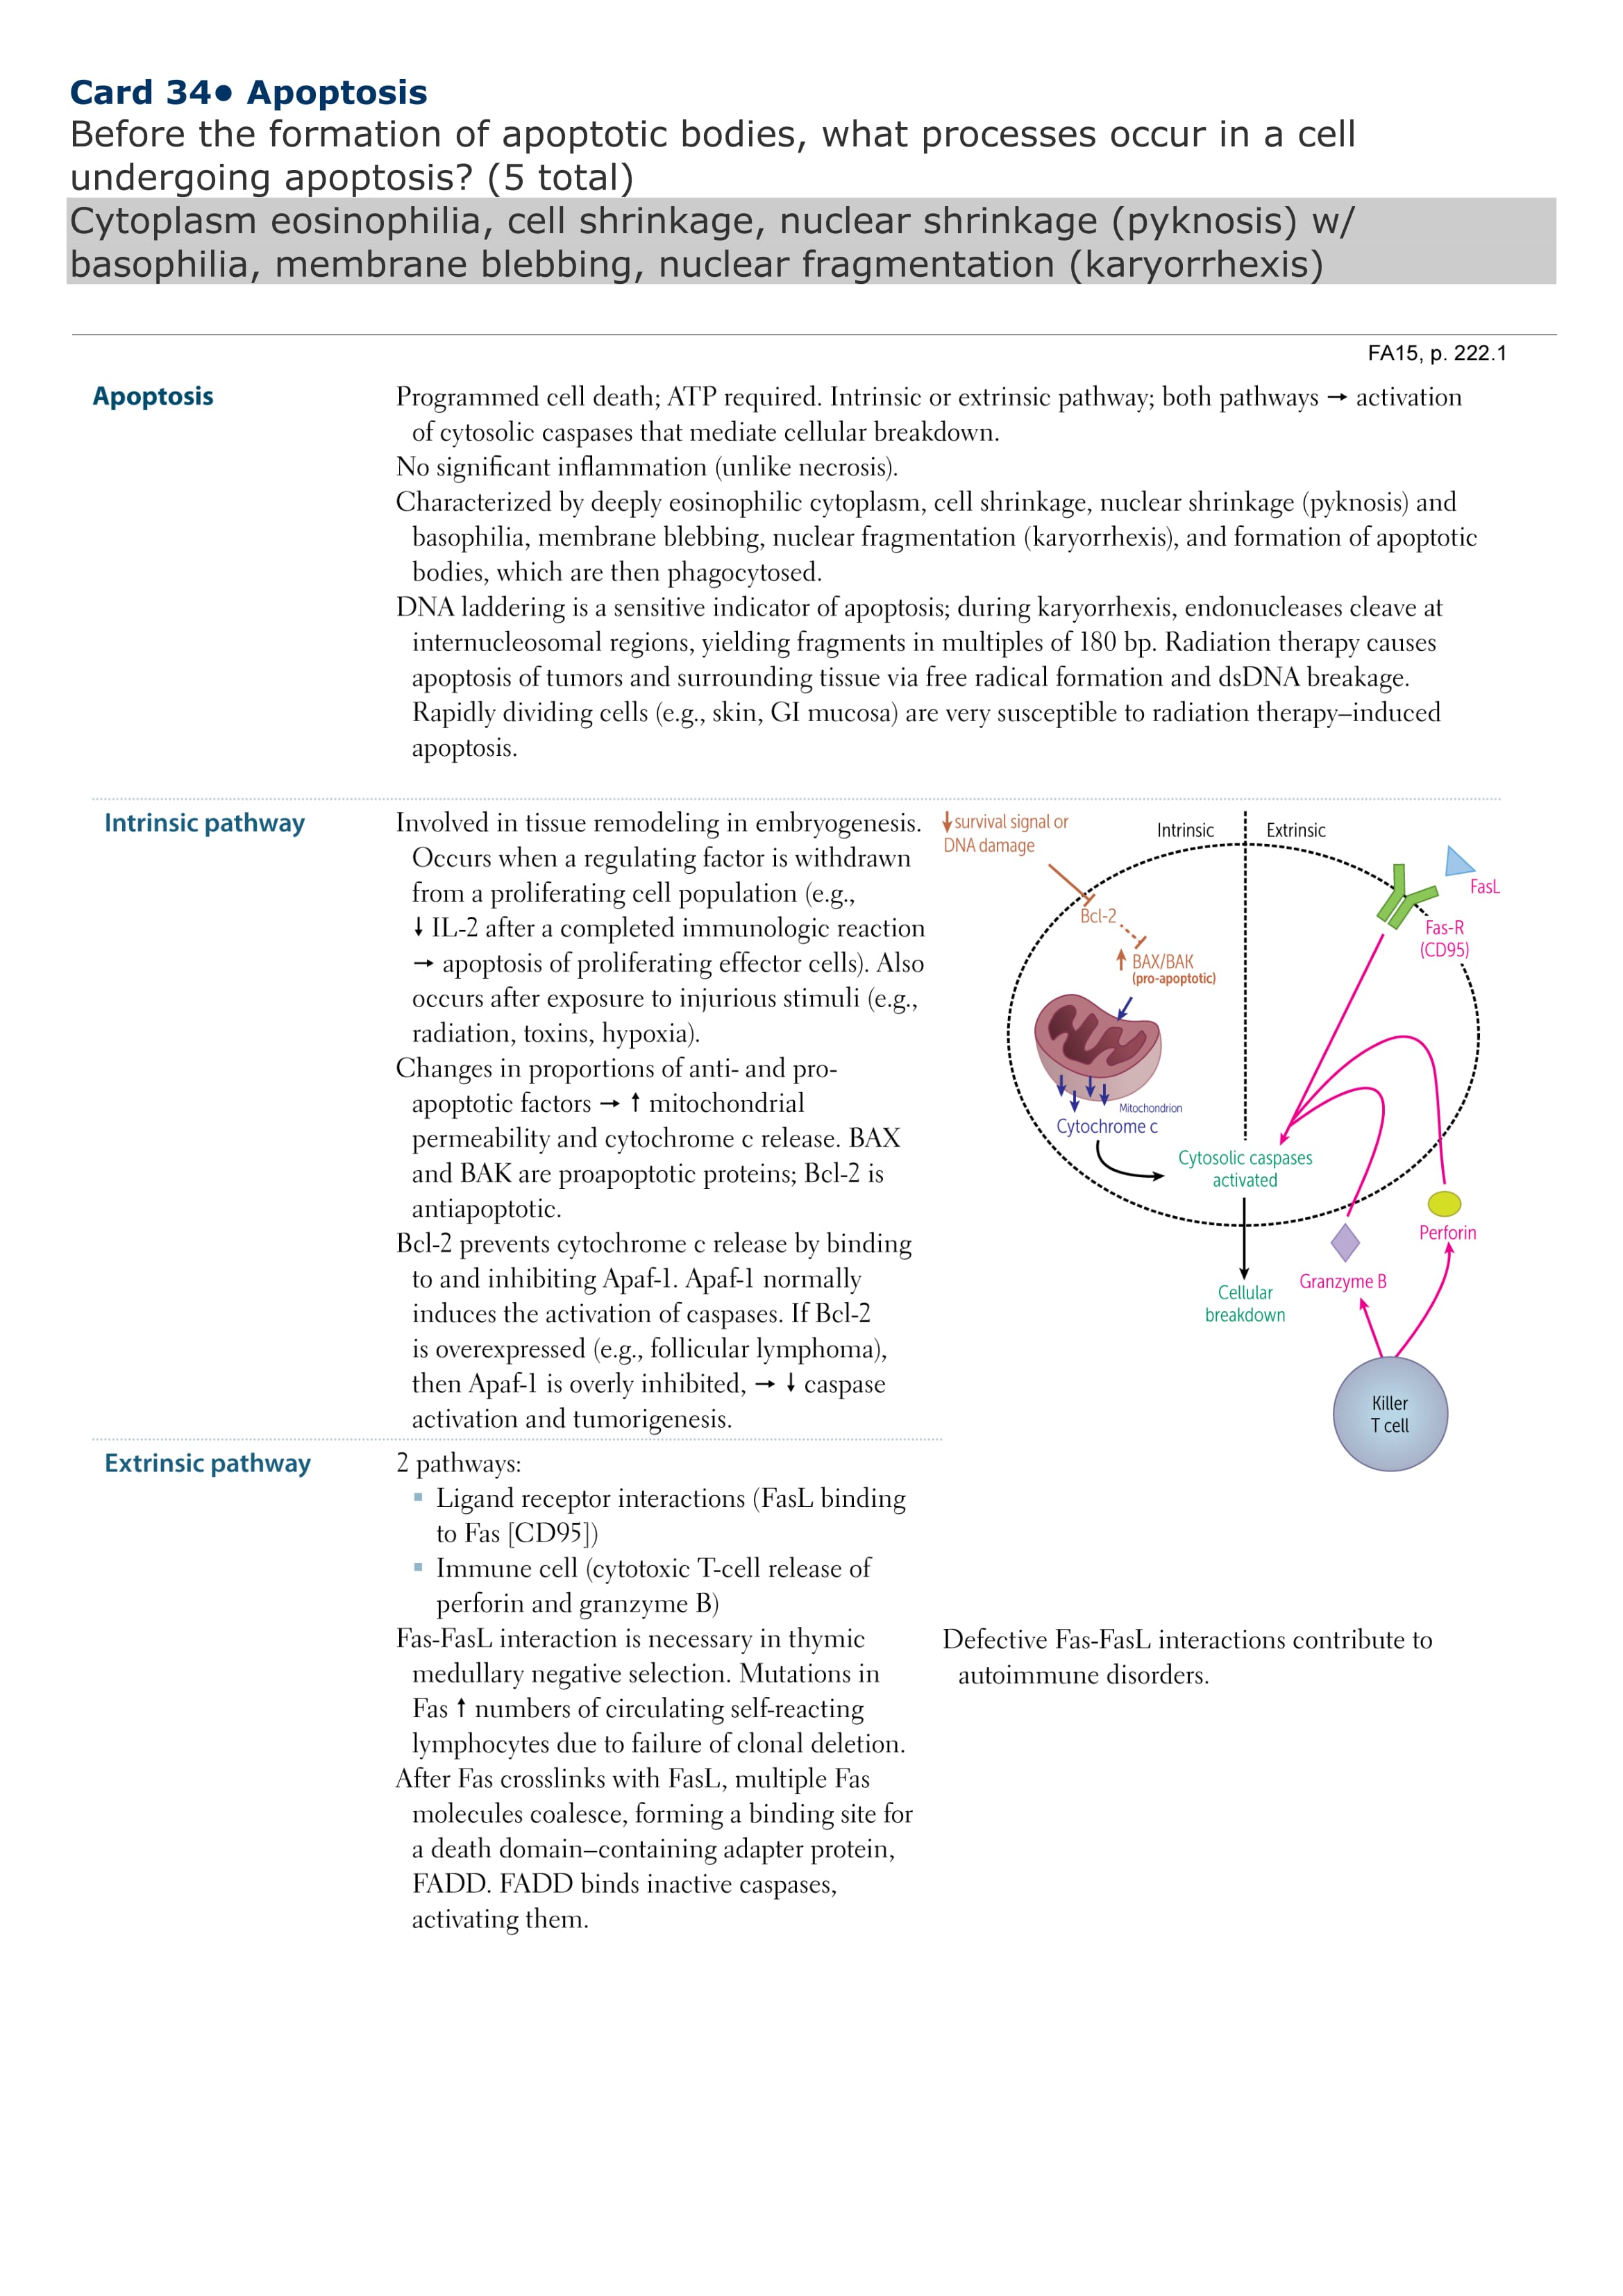 Card 34● Apoptosis
Before the formation of apoptotic bodies, what processes occur in a cell
undergoing apoptosis? (5 total)
Cytoplasm eosinophilia, cell shrinkage, nuclear shrinkage (pyknosis) w/
basophilia, membrane blebbing, nuclear fragmentation (karyorrhexis)
FA15, p. 222.1
Apoptosis
Programmed cell death; ATP required. Intrinsic or extrinsic pathway; both pathways → activation
of cytosolic caspases that mediate cellular breakdown.
No significant inflammation (unlike necrosis).
Characterized by deeply eosinophilic cytoplasm, cell shrinkage, nuclear shrinkage (pyknosis) and
basophilia, membrane blebbing, nuclear fragmentation (karyorrhexis), and formation of apoptotic
bodies, which are then phagocytosed.
DNA laddering is a sensitive indicator of apoptosis; during karyorrhexis, endonucleases cleave at
internucleosomal regions, yielding fragments in multiples of 180 bp. Radiation therapy causes
apoptosis of tumors and surrounding tissue via free radical formation and dsDNA breakage.
Rapidly dividing cells (e.g., skin, GI mucosa) are very susceptible to radiation therapy–induced
apoptosis.
Intrinsic pathway
Involved in tissue remodeling in embryogenesis.
Occurs when a regulating factor is withdrawn
from a proliferating cell population (e.g.,
↓ IL-2 after a completed immunologic reaction
→ apoptosis of proliferating effector cells). Also
occurs after exposure to injurious stimuli (e.g.,
radiation, toxins, hypoxia).
Changes in proportions of anti- and pro-
apoptotic factors → ↑ mitochondrial
permeability and cytochrome c release. BAX
and BAK are proapoptotic proteins; Bcl-2 is
antiapoptotic.
Bcl-2 prevents cytochrome c release by binding
to and inhibiting Apaf-1. Apaf-1 normally
induces the activation of caspases. If Bcl-2
is overexpressed (e.g., follicular lymphoma),
then Apaf-1 is overly inhibited, → ↓ caspase
activation and tumorigenesis.
↓ survival signal or
DNA damage
Intrinsic
Extrinsic
FasL
Bcl-2
Fas-R
(CD95)
↑ BAX/BAK
(pro-apoptotic)
Mitochondrion
Cytochrome c
Cytosolic caspases
activated
Perforin
Granzyme B
Cellular
breakdown
Killer
T cell
Extrinsic pathway
2 pathways:
▪ Ligand receptor interactions (FasL binding
to Fas [CD95])
▪ Immune cell (cytotoxic T-cell release of
perforin and granzyme B)
Fas-FasL interaction is necessary in thymic
medullary negative selection. Mutations in
Fas ↑ numbers of circulating self-reacting
lymphocytes due to failure of clonal deletion.
After Fas crosslinks with FasL, multiple Fas
molecules coalesce, forming a binding site for
a death domain–containing adapter protein,
FADD. FADD binds inactive caspases,
activating them.
Defective Fas-FasL interactions contribute to
autoimmune disorders.